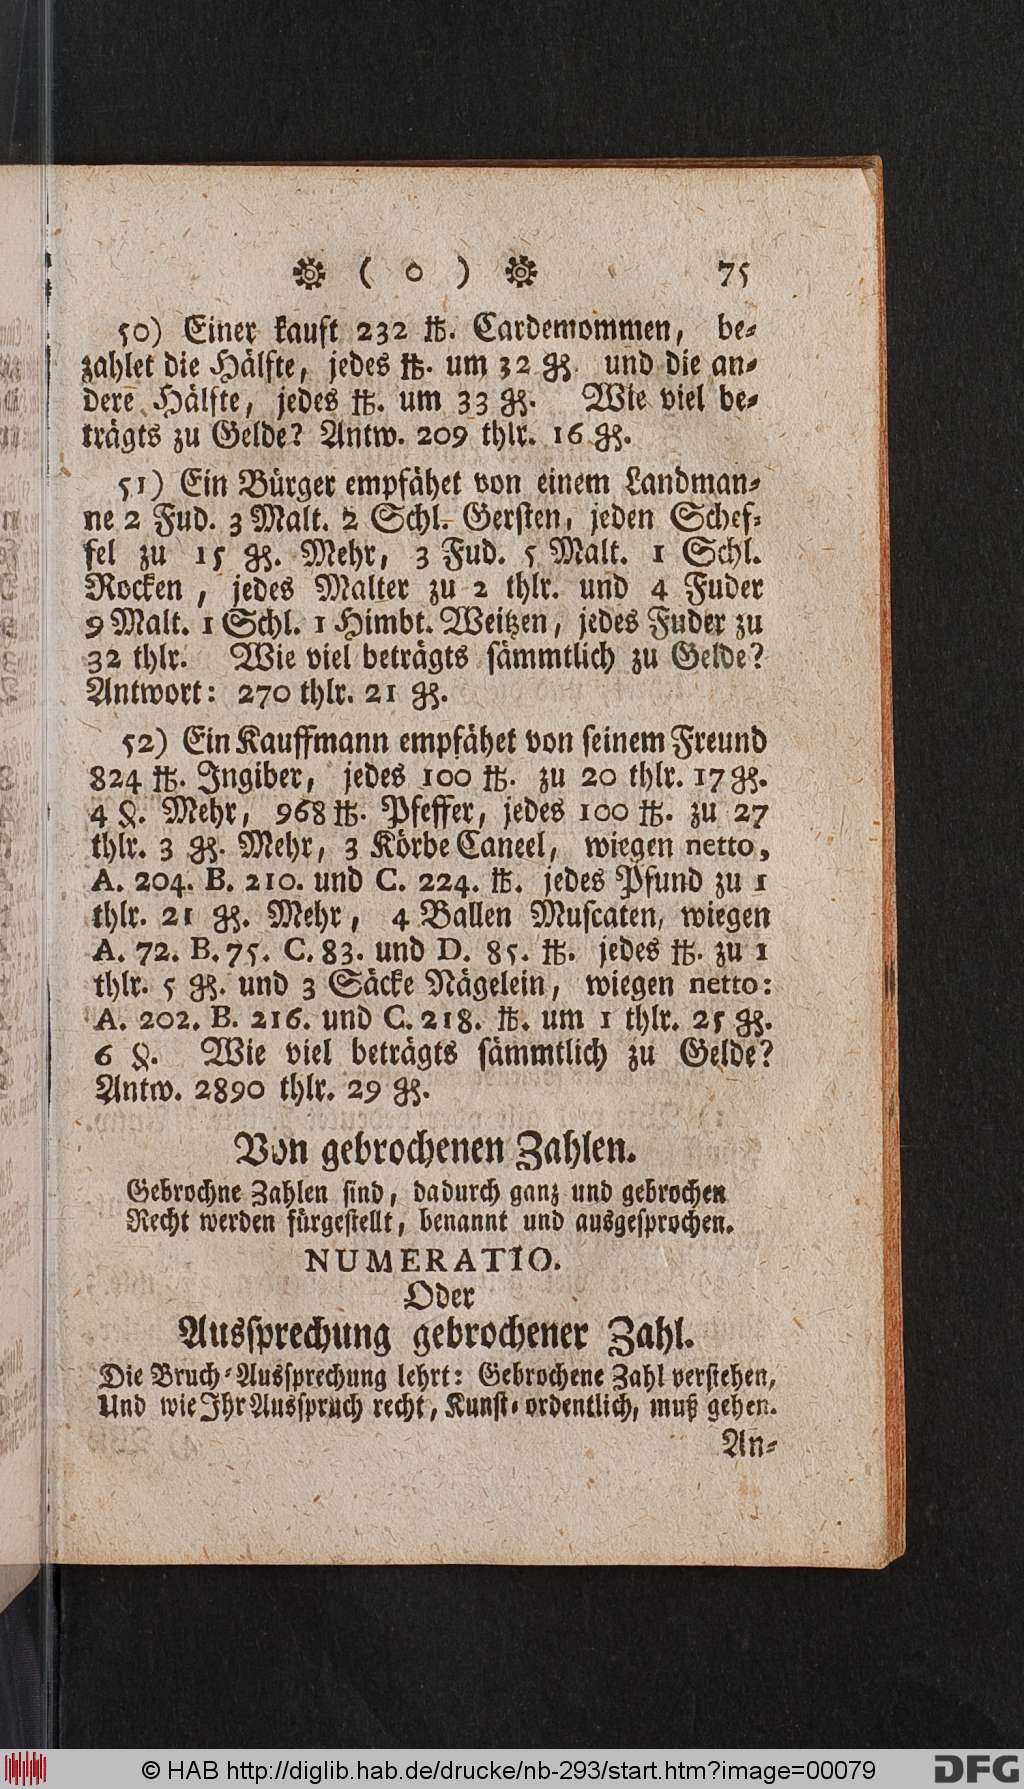 ( o ) 75
50) Einer kauft 232 ℔. Cardemommen, be-
zahlet die Hälfte, jedes ℔. um 32 gß. und die an-
dere Hälfte, jedes ℔. um 33 gß. Wie viel be-
trägts zu Gelde? Antw. 209 thlr. 16 gß.
51) Ein Bürger empfähet von einem Landman-
ne 2 Fud. 3 Malt. 2 Schl. Gersten, jeden Schef-
fel zu 15 gß. Mehr, 3 Fud. 5 Malt. 1 Schl.
Rocken, jedes Malter zu 2 thlr. und 4 Fuder
9 Malt. 1 Schl. 1 Himbt. Weitzen, jedes Fuder zu
32 thlr. Wie viel beträgts sämmtlich zu Gelde?
Antwort: 270 thlr. 21 gß.
52) Ein Kauffmann empfähet von seinem Freund
824 ℔. Ingiber, jedes 100 ℔. zu 20 thlr. 17 gß.
4 ₰. Mehr, 968 ℔. Pfeffer, jedes 100 ℔. zu 27
thlr. 3 gß. Mehr, 3 Körbe Caneel, wiegen netto,
A. 204. B. 210. und C. 224. ℔. jedes Pfund zu 1
thlr. 21 gß. Mehr, 4 Ballen Muscaten, wiegen
A. 72. B. 75. C. 83. und D. 85. ℔. jedes ℔. zu 1
thlr. 5 gß. und 3 Säcke Nägelein, wiegen netto:
A. 202. B. 216. und C. 218. ℔. um 1 thlr. 25 gß.
6 ₰. Wie viel beträgts sämmtlich zu Gelde?
Antw. 2890 thlr. 29 gß.
Von gebrochenen Zahlen.
Gebrochne Zahlen sind, dadurch ganz und gebrochen
Recht werden fürgestellt, benannt und ausgesprochen.
NUMERATIO.
Oder
Aussprechung gebrochener Zahl.
Die Bruch-Aussprechung lehrt: Gebrochene Zahl verstehen,
Und wie Ihr Ausspruch recht, Kunst-ordentlich, muß gehen.
An-
© HAB http://diglib.hab.de/drucke/nb-293/start.htm?image=00079
DFG